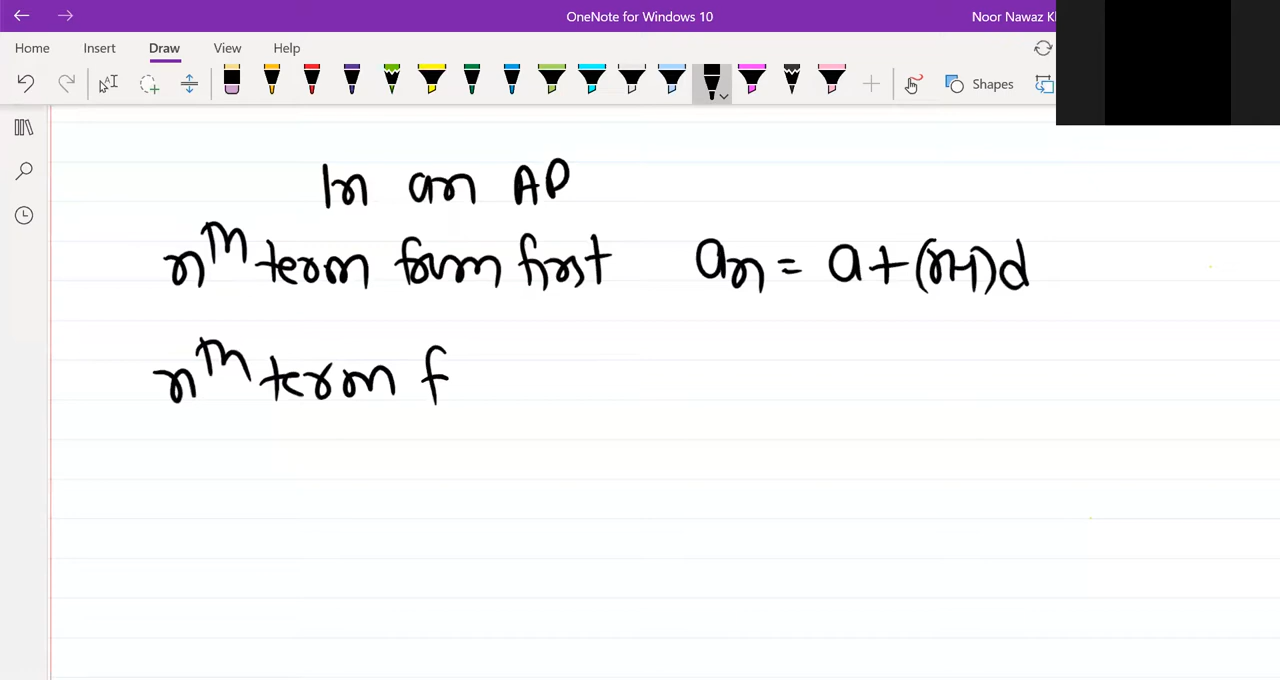 OneNote for Windows 10
Noor Nawaz Kh
Home Insert Draw View Help
Shapes
In an AP
nth term form first an = a+(n-1)d
nth term f